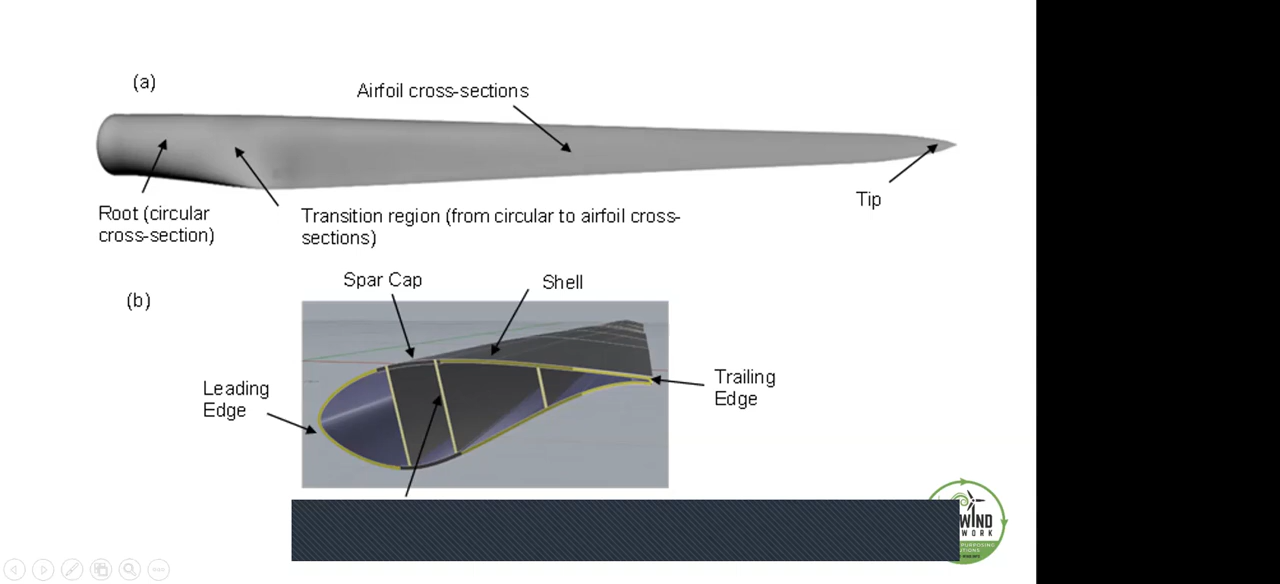 (a)
Airfoil cross-sections
Root (circular
cross-section)
Transition region (from circular to airfoil cross-
sections)
Tip
(b)
Spar Cap
Shell
Leading
Edge
Trailing
Edge
WIND
WORK